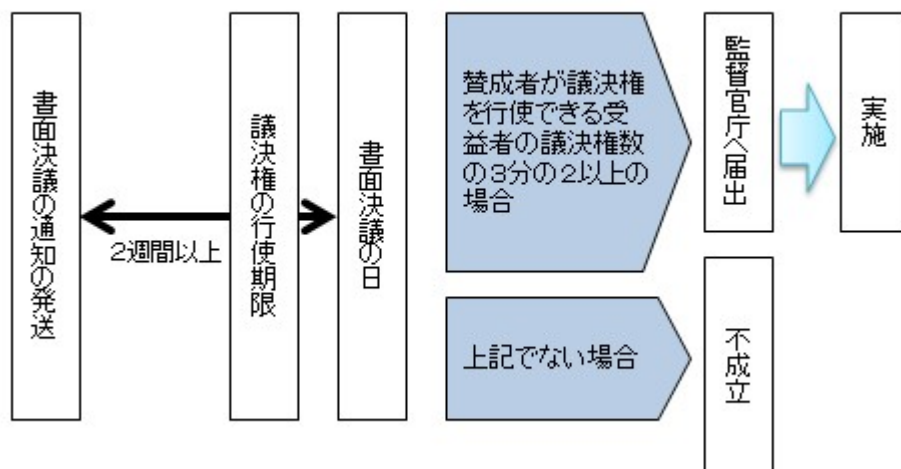 書面決議の通知の発送
2週間以上
議決権の行使期限
書面決議の日
賛成者が議決権
を行使できる受
益者の議決権数
の3分の2以上の
場合
監督官庁へ届出
実施
上記でない場合
不成立